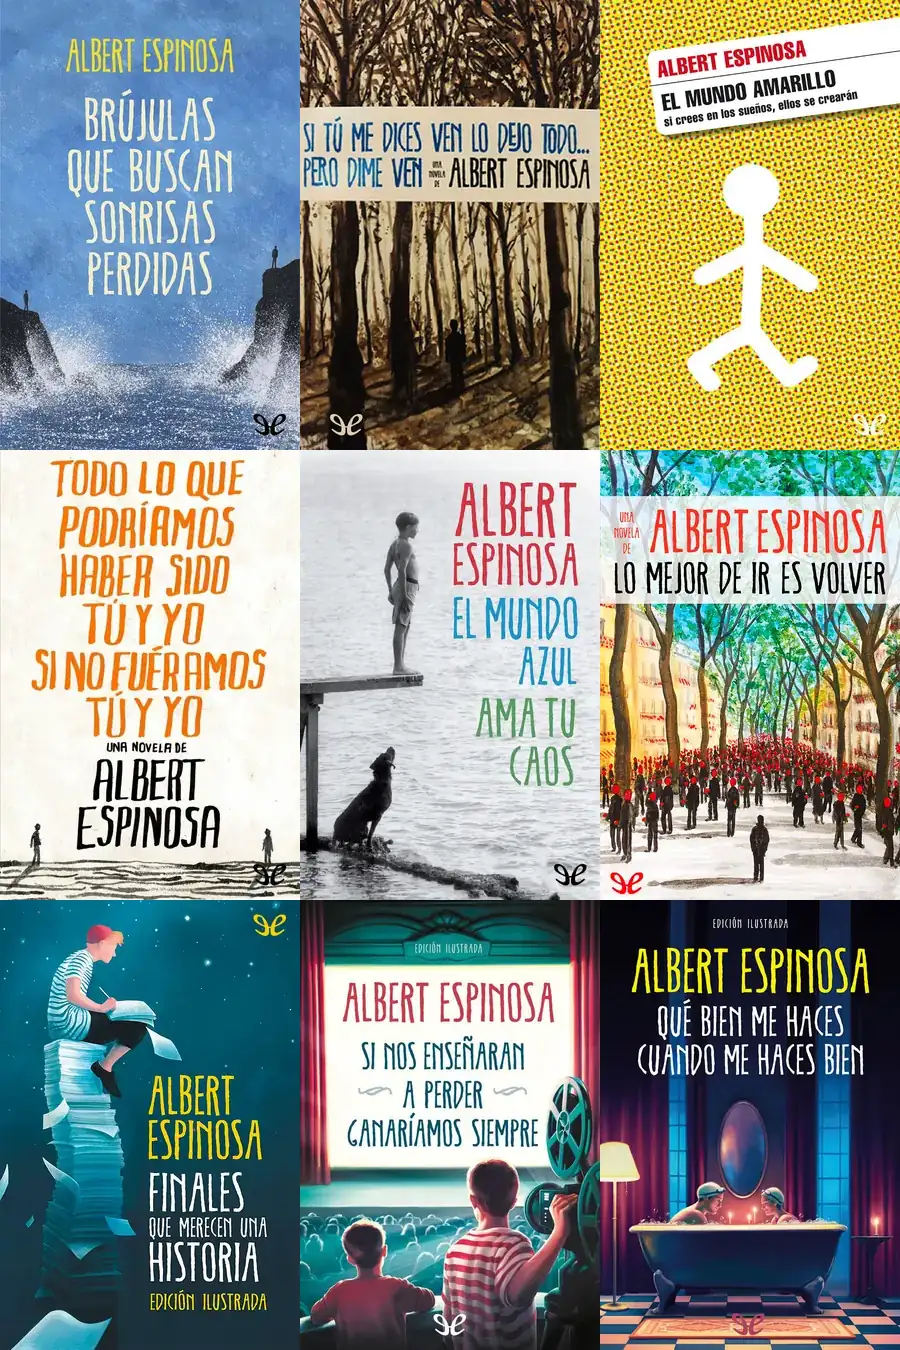 ALBERT ESPINOSA
BRÚJULAS
QUE BUSCAN
SONRISAS
PERDIDAS
SI TÚ ME DICES VEN LO DEJO TODO...
PERO DIME VEN UNA NOVELA DE ALBERT ESPINOSA
ALBERT ESPINOSA
EL MUNDO AMARILLO
si crees en los sueños, ellos se crearán
TODO LO QUE
PODRÍAMOS
HABER SIDO
TÚ Y YO
SI NO FUÉRAMOS
TÚ Y YO
UNA NOVELA DE
ALBERT
ESPINOSA
ALBERT
ESPINOSA
EL MUNDO
AZUL
AMA TU
CAOS
UNA
NOVELA
DE
ALBERT ESPINOSA
LO MEJOR DE IR ES VOLVER
ALBERT
ESPINOSA
FINALES
QUE MERECEN UNA
HISTORIA
EDICIÓN ILUSTRADA
EDICIÓN ILUSTRADA
ALBERT ESPINOSA
SI NOS ENSEÑARAN
A PERDER
GANARÍAMOS SIEMPRE
EDICIÓN ILUSTRADA
ALBERT ESPINOSA
QUÉ BIEN ME HACES
CUANDO ME HACES BIEN